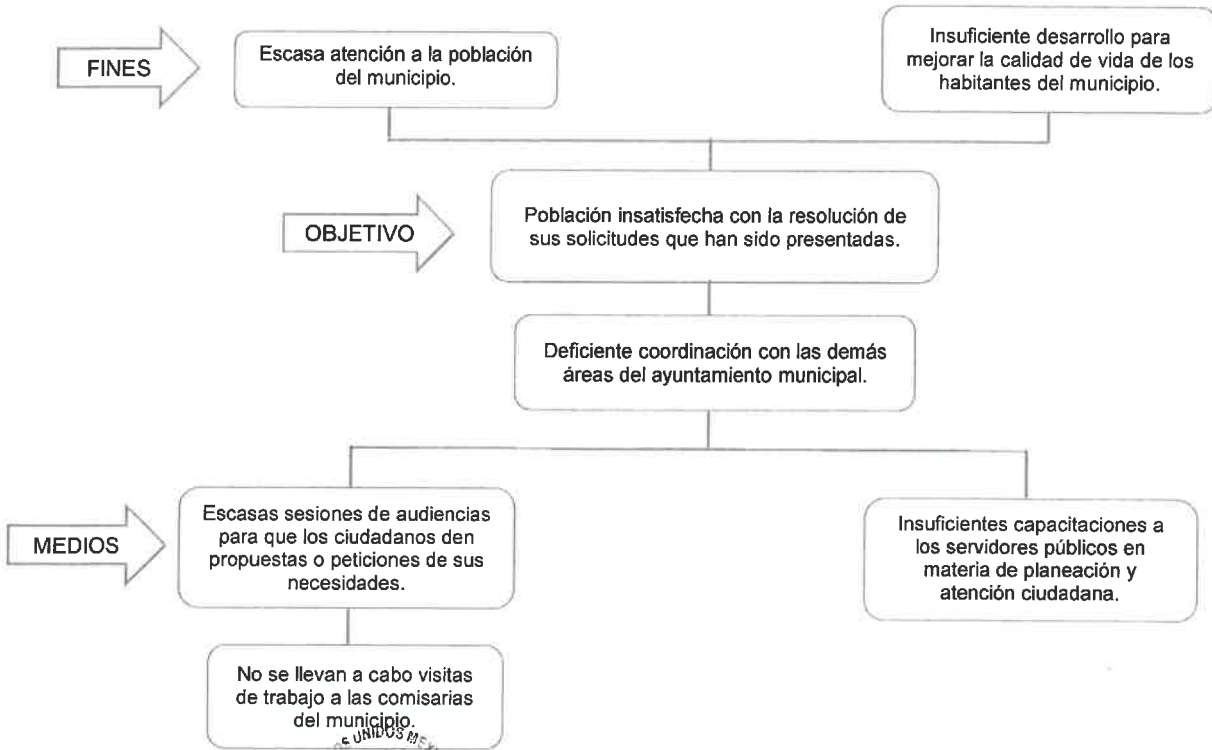 FINES
Escasa atención a la población
del municipio.
Insuficiente desarrollo para
mejorar la calidad de vida de los
habitantes del municipio.
OBJETIVO
Población insatisfecha con la resolución de
sus solicitudes que han sido presentadas.
Deficiente coordinación con las demás
áreas del ayuntamiento municipal.
MEDIOS
Escasas sesiones de audiencias
para que los ciudadanos den
propuestas o peticiones de sus
necesidades.
Insuficientes capacitaciones a
los servidores públicos en
materia de planeación y
atención ciudadana.
No se llevan a cabo visitas
de trabajo a las comisarias
del municipio.
UNIDOS